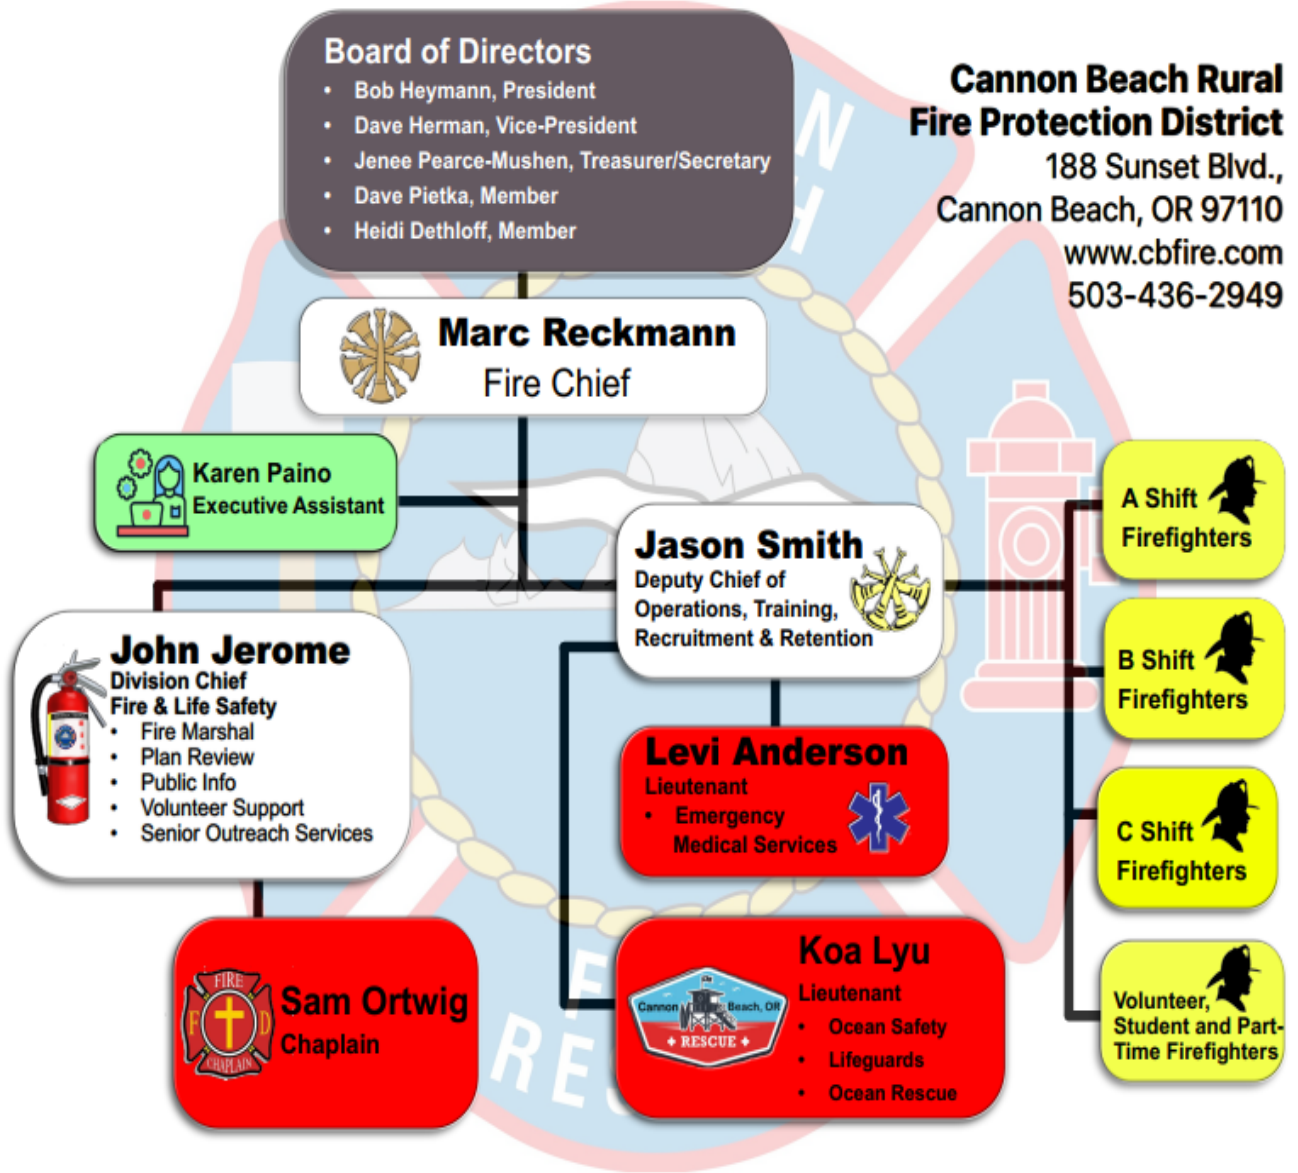 Board of Directors
• Bob Heymann, President
• Dave Herman, Vice-President
• Jenee Pearce-Mushen, Treasurer/Secretary
• Dave Pietka, Member
• Heidi Dethloff, Member
Cannon Beach Rural
Fire Protection District
188 Sunset Blvd.,
Cannon Beach, OR 97110
www.cbfire.com
503-436-2949
Marc Reckmann
Fire Chief
Karen Paino
Executive Assistant
Jason Smith
Deputy Chief of
Operations, Training,
Recruitment & Retention
John Jerome
Division Chief
Fire & Life Safety
• Fire Marshal
• Plan Review
• Public Info
• Volunteer Support
• Senior Outreach Services
Levi Anderson
Lieutenant
• Emergency
Medical Services
Sam Ortwig
Chaplain
FIRE
F D
CHAPLAIN
Koa Lyu
Lieutenant
• Ocean Safety
• Lifeguards
• Ocean Rescue
Cannon Beach, OR
RESCUE
A Shift
Firefighters
B Shift
Firefighters
C Shift
Firefighters
Volunteer,
Student and Part-
Time Firefighters